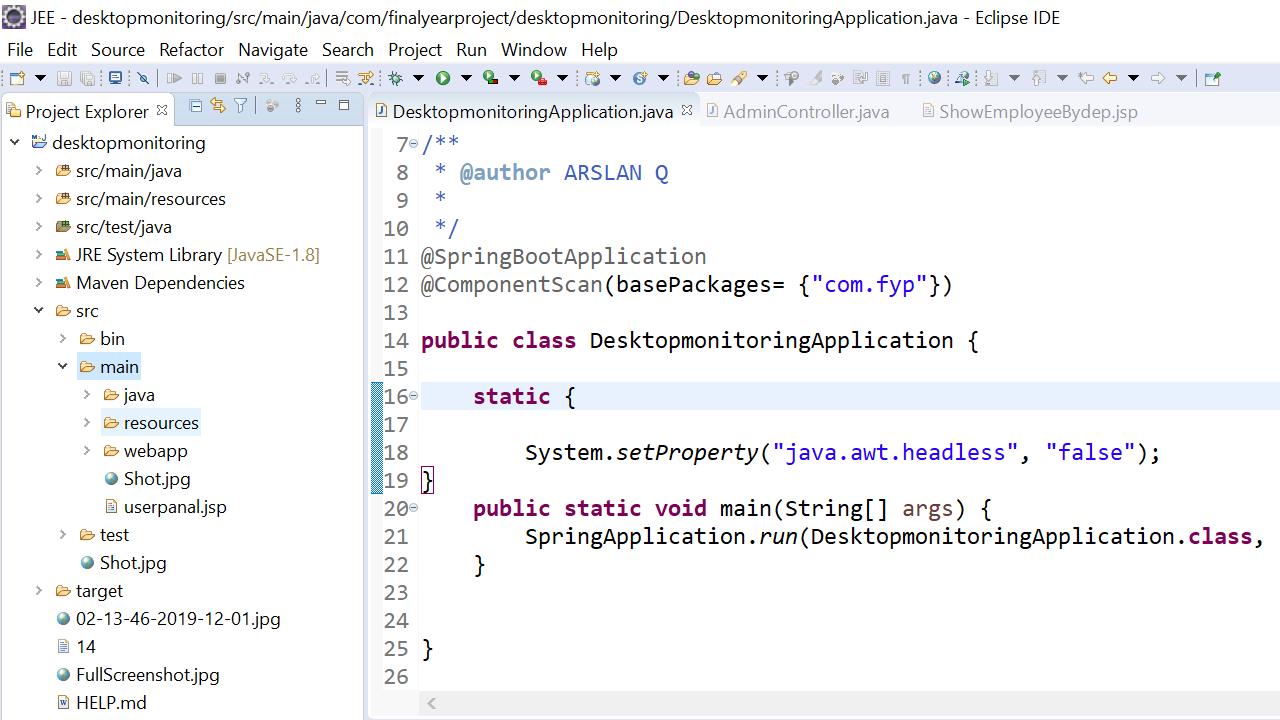 JEE - desktopmonitoring/src/main/java/com/finalyearproject/desktopmonitoring/DesktopmonitoringApplication.java - Eclipse IDE
File Edit Source Refactor Navigate Search Project Run Window Help
Project Explorer
desktopmonitoring
src/main/java
src/main/resources
src/test/java
JRE System Library [JavaSE-1.8]
Maven Dependencies
src
bin
main
java
resources
webapp
Shot.jpg
userpanal.jsp
test
Shot.jpg
target
02-13-46-2019-12-01.jpg
14
FullScreenshot.jpg
HELP.md
DesktopmonitoringApplication.java AdminController.java ShowEmployeeBydep.jsp
7 /**
8 * @author ARSLAN Q
9 *
10 */
11 @SpringBootApplication
12 @ComponentScan(basePackages= {"com.fyp"})
13
14 public class DesktopmonitoringApplication {
15
16 static {
17
18 System.setProperty("java.awt.headless", "false");
19 }
20 public static void main(String[] args) {
21 SpringApplication.run(DesktopmonitoringApplication.class,
22 }
23
24
25 }
26